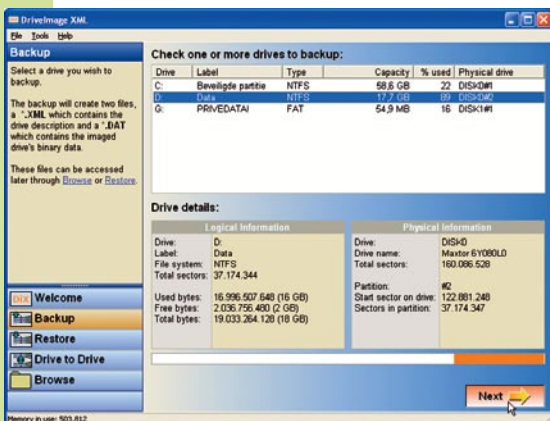 DriveImage XML
File Tools Help
Backup
Select a drive you wish to
backup.
The backup will create two files,
a *.XML which contains the
drive description and a *.DAT
which contains the imaged
drive's binary data.
These files can be accessed
later through Browse or Restore.
Welcome
Backup
Restore
Drive to Drive
Browse
Check one or more drives to backup:
Drive Label Type Capacity % used Physical drive
C: Beveiligde partitie NTFS 58,6 GB 22 DISK0#1
D: Data NTFS 17,7 GB 89 DISK0#2
G: PRIVEDATA! FAT 54,9 MB 16 DISK1#1
Drive details:
Logical Information
Drive: D:
Label: Data
File system: NTFS
Total sectors: 37.174.344
Used bytes: 16.996.507.648 (16 GB)
Free bytes: 2.036.756.480 (2 GB)
Total bytes: 19.033.264.128 (18 GB)
Physical Information
Drive: DISK0
Drive name: Maxtor 6Y080L0
Total sectors: 160.086.528
Partition: #2
Start sector on drive: 122.881.248
Sectors in partition: 37.174.347
Next
Memory in use: 503.812